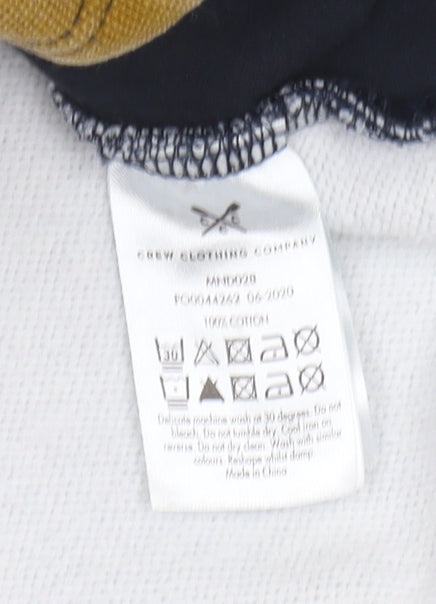 CREW CLOTHING COMPANY
MND020
PO0044262 06-2020
100% COTTON
30
Delicate machine wash at 30 degrees. Do not
bleach. Do not tumble dry. Cool iron on
reverse. Do not dry clean. Wash with similar
colours. Reshape whilst damp.
Made in China